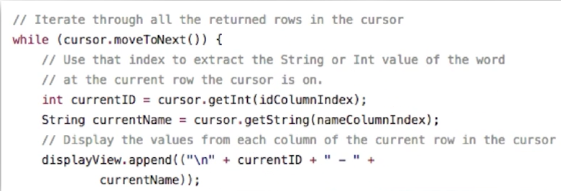 // Iterate through all the returned rows in the cursor
while (cursor.moveToNext()) {
// Use that index to extract the String or Int value of the word
// at the current row the cursor is on.
int currentID = cursor.getInt(idColumnIndex);
String currentName = cursor.getString(nameColumnIndex);
// Display the values from each column of the current row in the cursor
displayView.append(("\n" + currentID + " - " +
currentName));